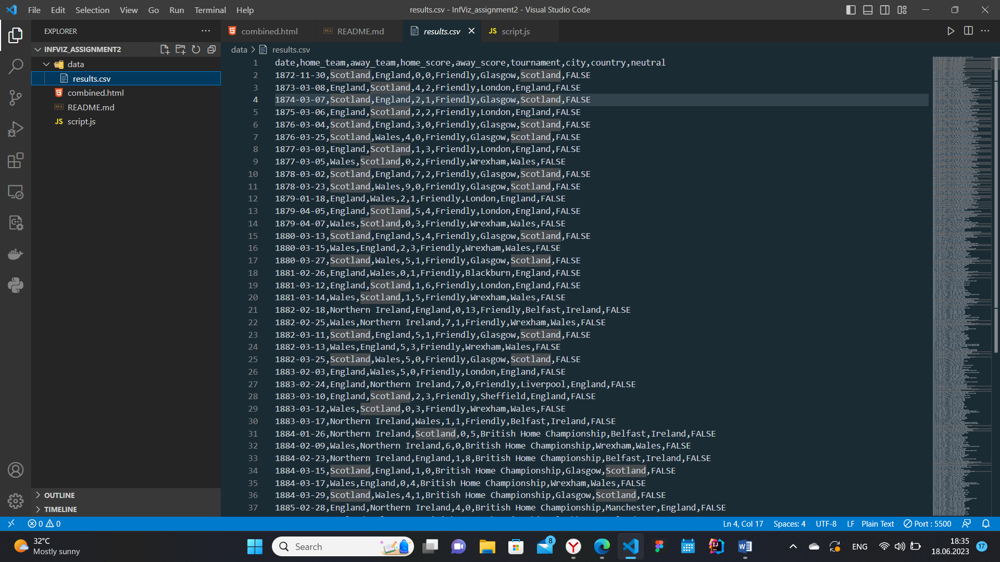 File Edit Selection View Go Run Terminal Help
results.csv - InfViz_assignment2 - Visual Studio Code
EXPLORER
INFVIZ_ASSIGNMENT2
data
results.csv
combined.html
README.md
JS script.js
OUTLINE
TIMELINE
combined.html
README.md
results.csv
JS script.js
data > results.csv
1 date,home_team,away_team,home_score,away_score,tournament,city,country,neutral
2 1872-11-30,Scotland,England,0,0,Friendly,Glasgow,Scotland,FALSE
3 1873-03-08,England,Scotland,4,2,Friendly,London,England,FALSE
4 1874-03-07,Scotland,England,2,1,Friendly,Glasgow,Scotland,FALSE
5 1875-03-06,England,Scotland,2,2,Friendly,London,England,FALSE
6 1876-03-04,Scotland,England,3,0,Friendly,Glasgow,Scotland,FALSE
7 1876-03-25,Scotland,Wales,4,0,Friendly,Glasgow,Scotland,FALSE
8 1877-03-03,England,Scotland,1,3,Friendly,London,England,FALSE
9 1877-03-05,Wales,Scotland,0,2,Friendly,Wrexham,Wales,FALSE
10 1878-03-02,Scotland,England,7,2,Friendly,Glasgow,Scotland,FALSE
11 1878-03-23,Scotland,Wales,9,0,Friendly,Glasgow,Scotland,FALSE
12 1879-01-18,England,Wales,2,1,Friendly,London,England,FALSE
13 1879-04-05,England,Scotland,5,4,Friendly,London,England,FALSE
14 1879-04-07,Wales,Scotland,0,3,Friendly,Wrexham,Wales,FALSE
15 1880-03-13,Scotland,England,5,4,Friendly,Glasgow,Scotland,FALSE
16 1880-03-15,Wales,England,2,3,Friendly,Wrexham,Wales,FALSE
17 1880-03-27,Scotland,Wales,5,1,Friendly,Glasgow,Scotland,FALSE
18 1881-02-26,England,Wales,0,1,Friendly,Blackburn,England,FALSE
19 1881-03-12,England,Scotland,1,6,Friendly,London,England,FALSE
20 1881-03-14,Wales,Scotland,1,5,Friendly,Wrexham,Wales,FALSE
21 1882-02-18,Northern Ireland,England,0,13,Friendly,Belfast,Ireland,FALSE
22 1882-02-25,Wales,Northern Ireland,7,1,Friendly,Wrexham,Wales,FALSE
23 1882-03-11,Scotland,England,5,1,Friendly,Glasgow,Scotland,FALSE
24 1882-03-13,Wales,England,5,3,Friendly,Wrexham,Wales,FALSE
25 1882-03-25,Scotland,Wales,5,0,Friendly,Glasgow,Scotland,FALSE
26 1883-02-03,England,Wales,5,0,Friendly,London,England,FALSE
27 1883-02-24,England,Northern Ireland,7,0,Friendly,Liverpool,England,FALSE
28 1883-03-10,England,Scotland,2,3,Friendly,Sheffield,England,FALSE
29 1883-03-12,Wales,Scotland,0,3,Friendly,Wrexham,Wales,FALSE
30 1883-03-17,Northern Ireland,Wales,1,1,Friendly,Belfast,Ireland,FALSE
31 1884-01-26,Northern Ireland,Scotland,0,5,British Home Championship,Belfast,Ireland,FALSE
32 1884-02-09,Wales,Northern Ireland,6,0,British Home Championship,Wrexham,Wales,FALSE
33 1884-02-23,Northern Ireland,England,1,8,British Home Championship,Belfast,Ireland,FALSE
34 1884-03-15,Scotland,England,1,0,British Home Championship,Glasgow,Scotland,FALSE
35 1884-03-17,Wales,England,0,4,British Home Championship,Wrexham,Wales,FALSE
36 1884-03-29,Scotland,Wales,4,1,British Home Championship,Glasgow,Scotland,FALSE
37 1885-02-28,England,Northern Ireland,4,0,British Home Championship,Manchester,England,FALSE
0 0 Ln 4, Col 17 Spaces: 4 UTF-8 LF Plain Text Port : 5500
32°C
Mostly sunny
Search
8
ENG
18:35
18.06.2023
17